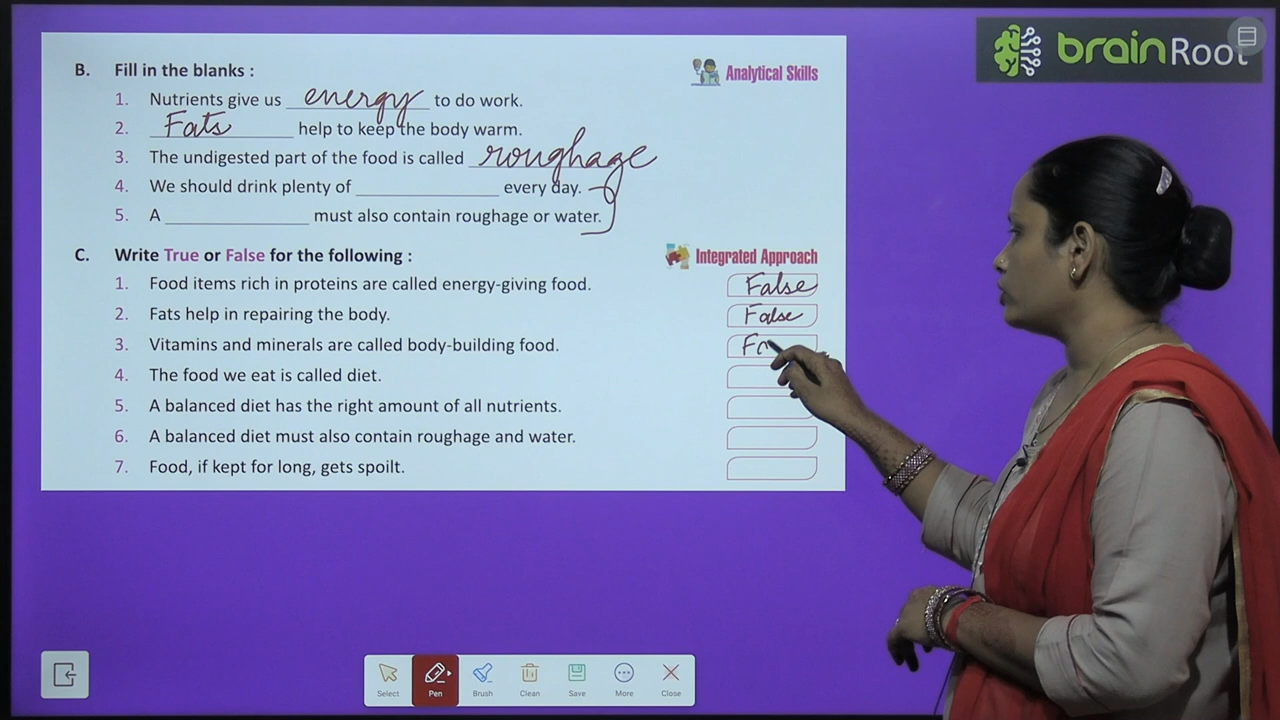 brainRoot
B. Fill in the blanks :
Analytical Skills
1. Nutrients give us energy to do work.
2. Fats help to keep the body warm.
3. The undigested part of the food is called roughage
4. We should drink plenty of ____ every day.
5. A ____ must also contain roughage or water.
C. Write True or False for the following :
Integrated Approach
1. Food items rich in proteins are called energy-giving food. False
2. Fats help in repairing the body. False
3. Vitamins and minerals are called body-building food. Fa
4. The food we eat is called diet.
5. A balanced diet has the right amount of all nutrients.
6. A balanced diet must also contain roughage and water.
7. Food, if kept for long, gets spoilt.
Select Pen Brush Clean Save More Close